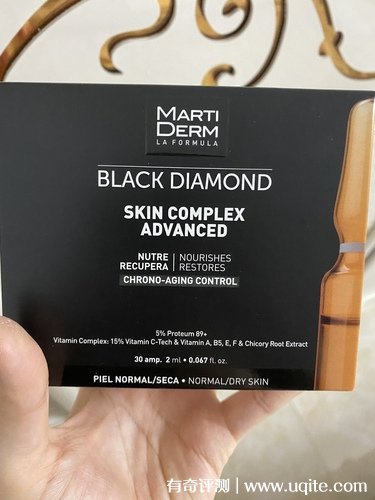 MARTI
DERM
LA FORMULA
BLACK DIAMOND
SKIN COMPLEX
ADVANCED
NUTRE | NOURISHES
RECUPERA | RESTORES
CHRONO-AGING CONTROL
5% Proteum 89+
Vitamin Complex: 15% Vitamin C-Tech & Vitamin A, B5, E, F & Chicory Root Extract
30 amp. 2 ml • 0.067 fl. oz.
PIEL NORMAL/SECA • NORMAL/DRY SKIN
有奇评测 | www.uqite.com